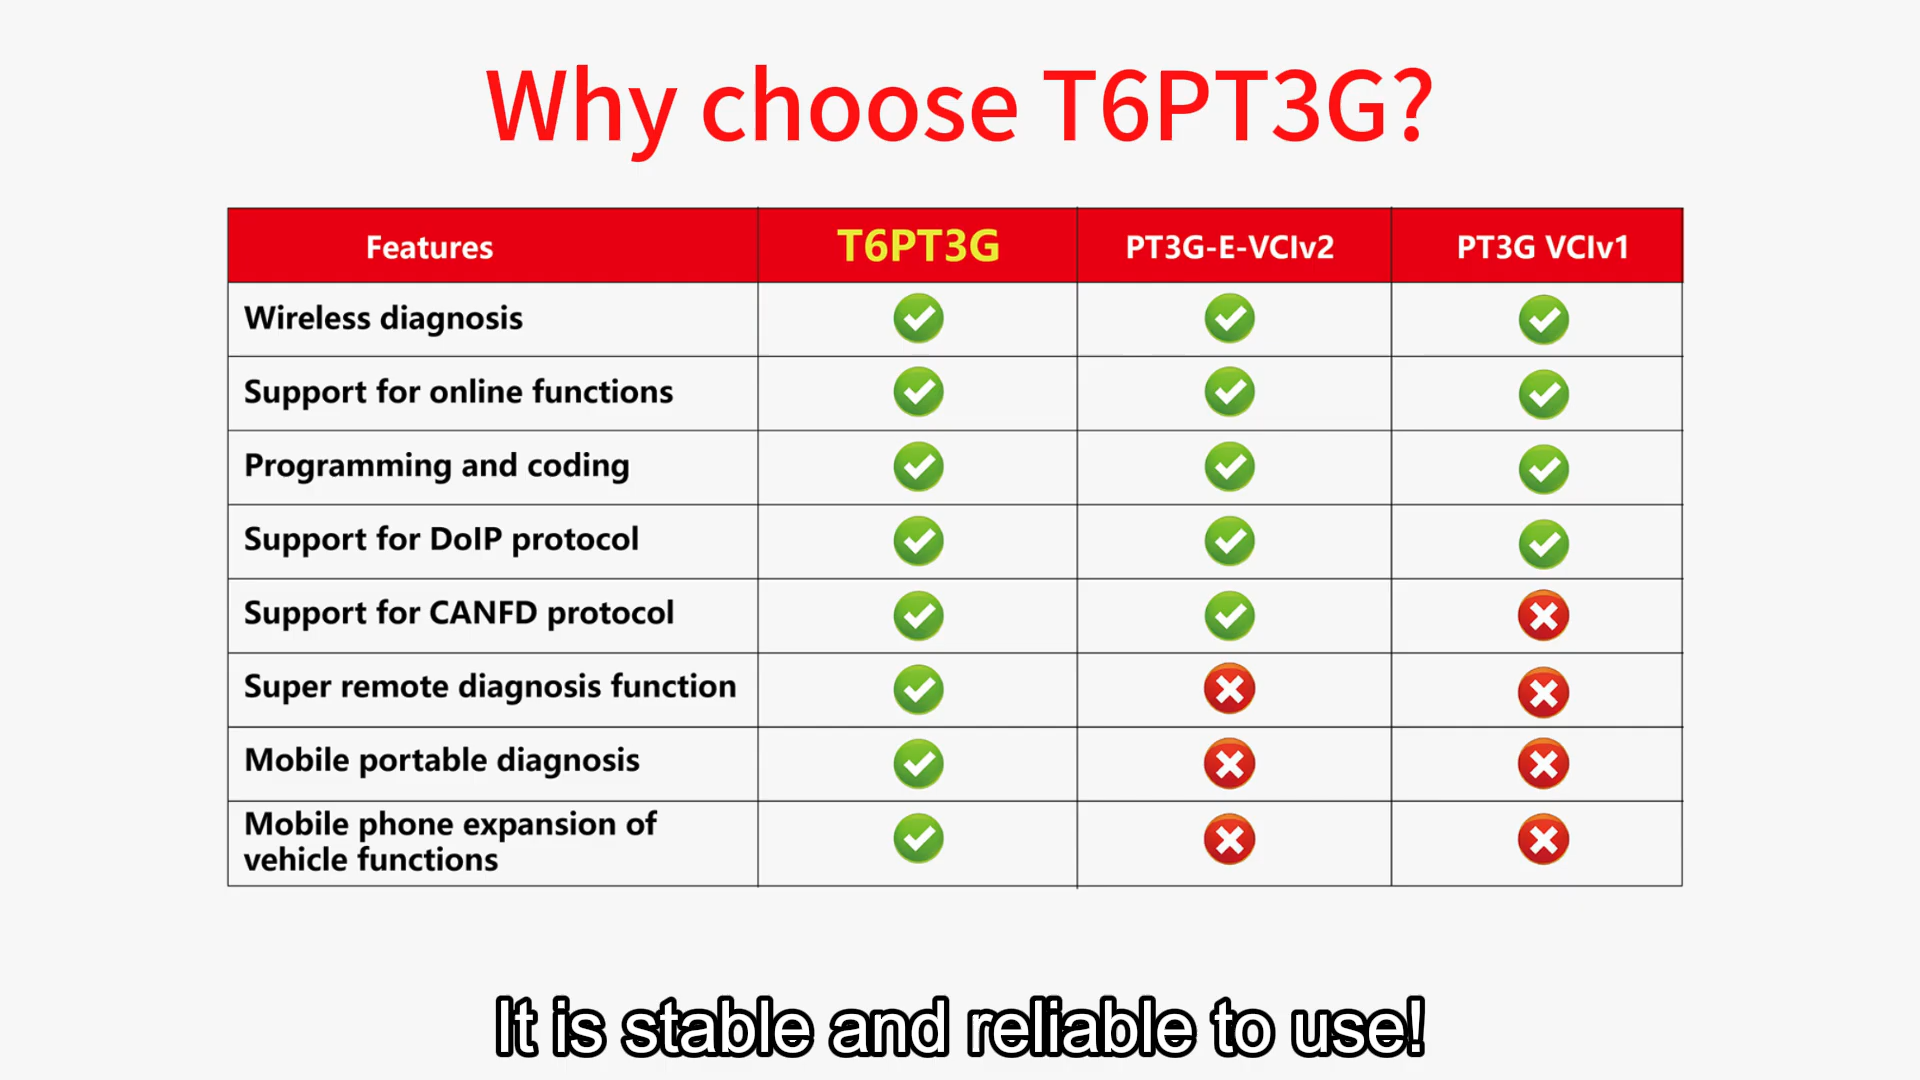 Why choose T6PT3G?
Features T6PT3G PT3G-E-VCIv2 PT3G VCIv1
Wireless diagnosis
Support for online functions
Programming and coding
Support for DoIP protocol
Support for CANFD protocol
Super remote diagnosis function
Mobile portable diagnosis
Mobile phone expansion of
vehicle functions
It is stable and reliable to use!